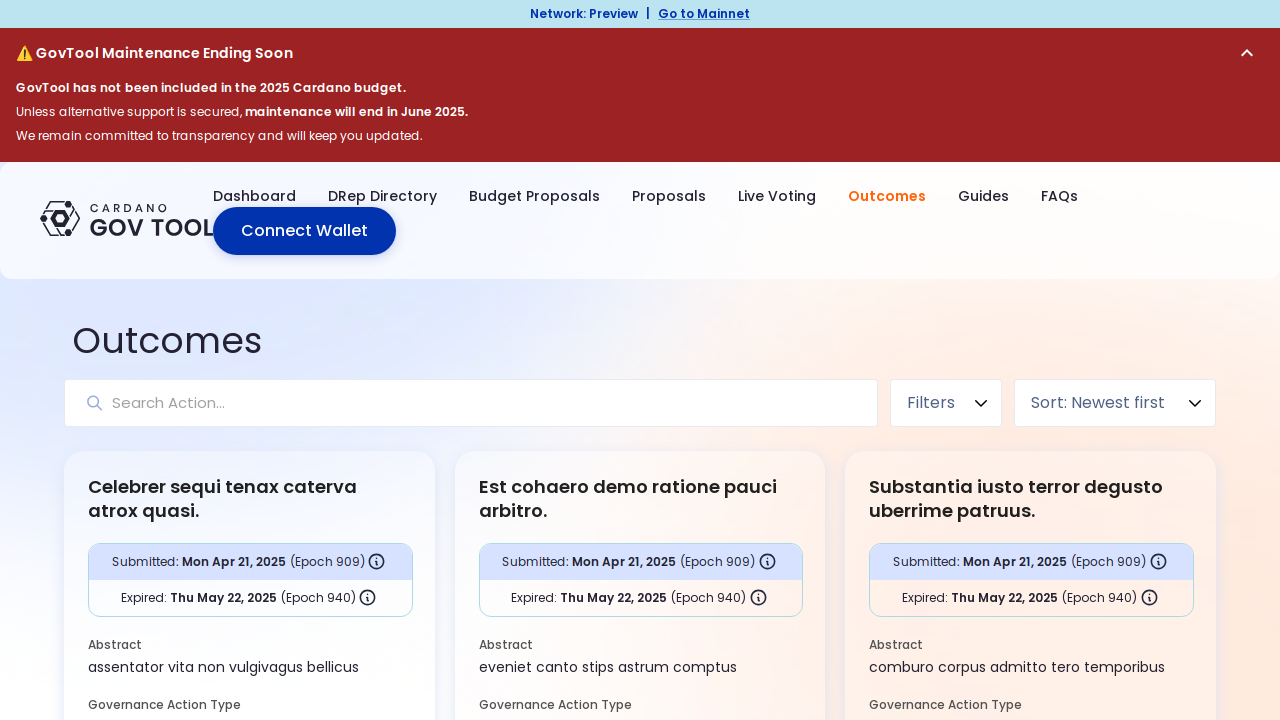 Network: Preview | Go to Mainnet
⚠️ GovTool Maintenance Ending Soon
GovTool has not been included in the 2025 Cardano budget.
Unless alternative support is secured, maintenance will end in June 2025.
We remain committed to transparency and will keep you updated.
CARDANO
GOV TOOL
Dashboard DRep Directory Budget Proposals Proposals Live Voting Outcomes Guides FAQs
Connect Wallet
Outcomes
Search Action...
Filters
Sort: Newest first
Celebrer sequi tenax caterva
atrox quasi.
Submitted: Mon Apr 21, 2025 (Epoch 909)
Expired: Thu May 22, 2025 (Epoch 940)
Abstract
assentator vita non vulgivagus bellicus
Governance Action Type
Est cohaero demo ratione pauci
arbitro.
Submitted: Mon Apr 21, 2025 (Epoch 909)
Expired: Thu May 22, 2025 (Epoch 940)
Abstract
eveniet canto stips astrum comptus
Governance Action Type
Substantia iusto terror degusto
uberrime patruus.
Submitted: Mon Apr 21, 2025 (Epoch 909)
Expired: Thu May 22, 2025 (Epoch 940)
Abstract
comburo corpus admitto tero temporibus
Governance Action Type